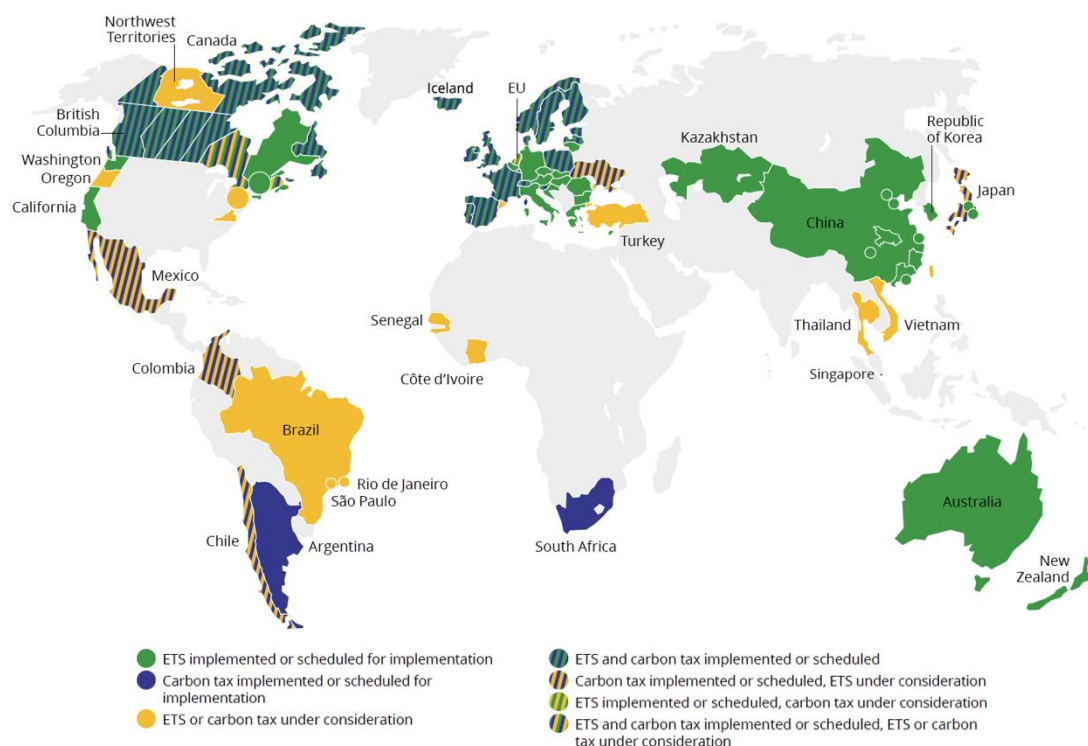 Northwest
Territories
Canada
British
Columbia
Washington
Oregon
California
Mexico
Colombia
Brazil
Rio de Janeiro
São Paulo
Chile
Argentina
Iceland
EU
Kazakhstan
Republic
of Korea
Japan
China
Turkey
Senegal
Côte d’Ivoire
Thailand
Vietnam
Singapore
South Africa
Australia
New
Zealand
ETS implemented or scheduled for implementation
Carbon tax implemented or scheduled for
implementation
ETS or carbon tax under consideration
ETS and carbon tax implemented or scheduled
Carbon tax implemented or scheduled, ETS under consideration
ETS implemented or scheduled, carbon tax under consideration
ETS and carbon tax implemented or scheduled, ETS or carbon
tax under consideration